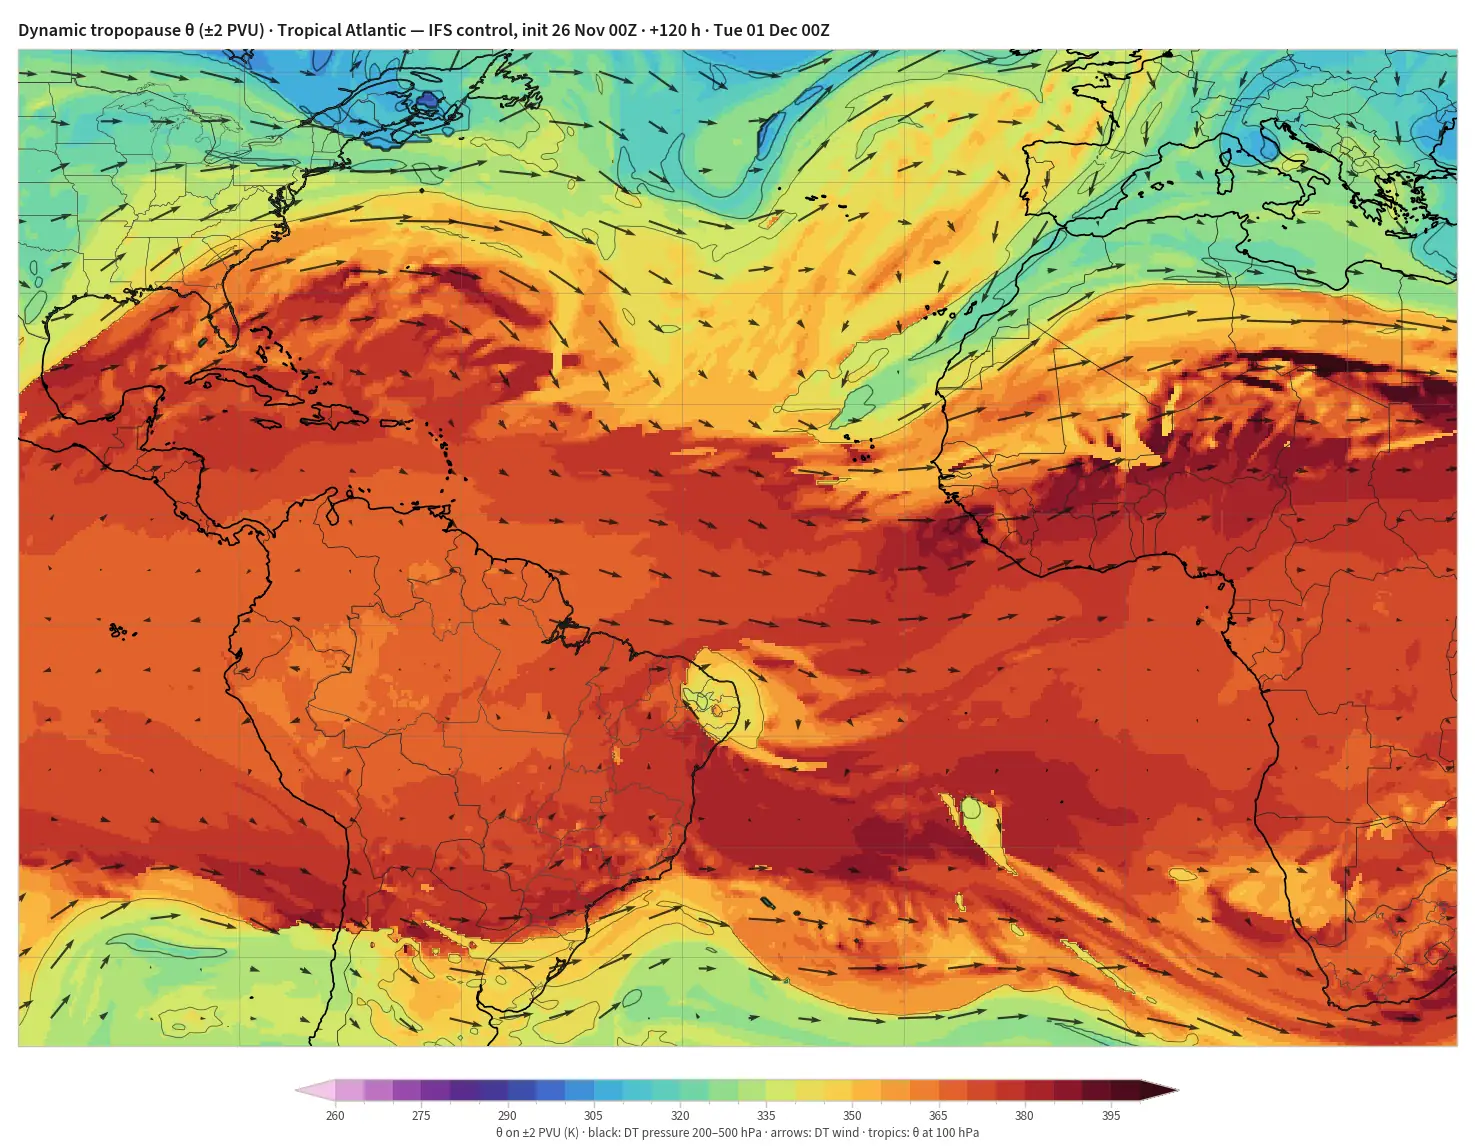 Dynamic tropopause θ (±2 PVU) · Tropical Atlantic — IFS control, init 26 Nov 00Z · +120 h · Tue 01 Dec 00Z
260 275 290 305 320 335 350 365 380 395
θ on ±2 PVU (K) · black: DT pressure 200–500 hPa · arrows: DT wind · tropics: θ at 100 hPa